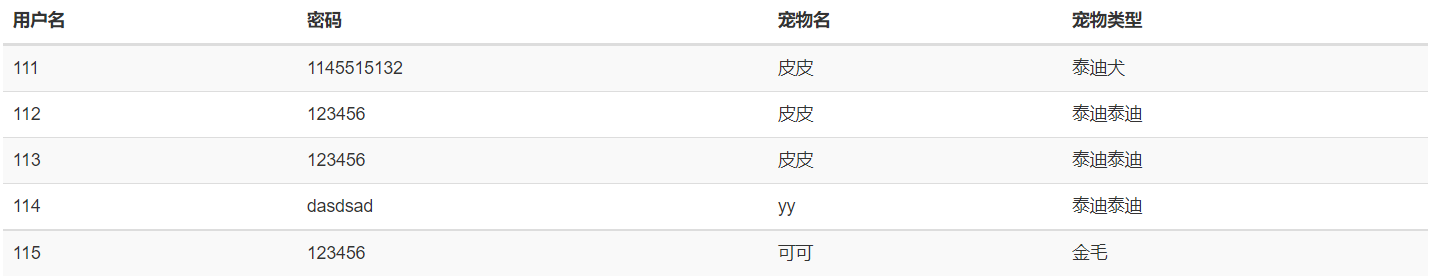 用户名 密码 宠物名 宠物类型
111 1145515132 皮皮 泰迪犬
112 123456 皮皮 泰迪泰迪
113 123456 皮皮 泰迪泰迪
114 dasdsad yy 泰迪泰迪
115 123456 可可 金毛